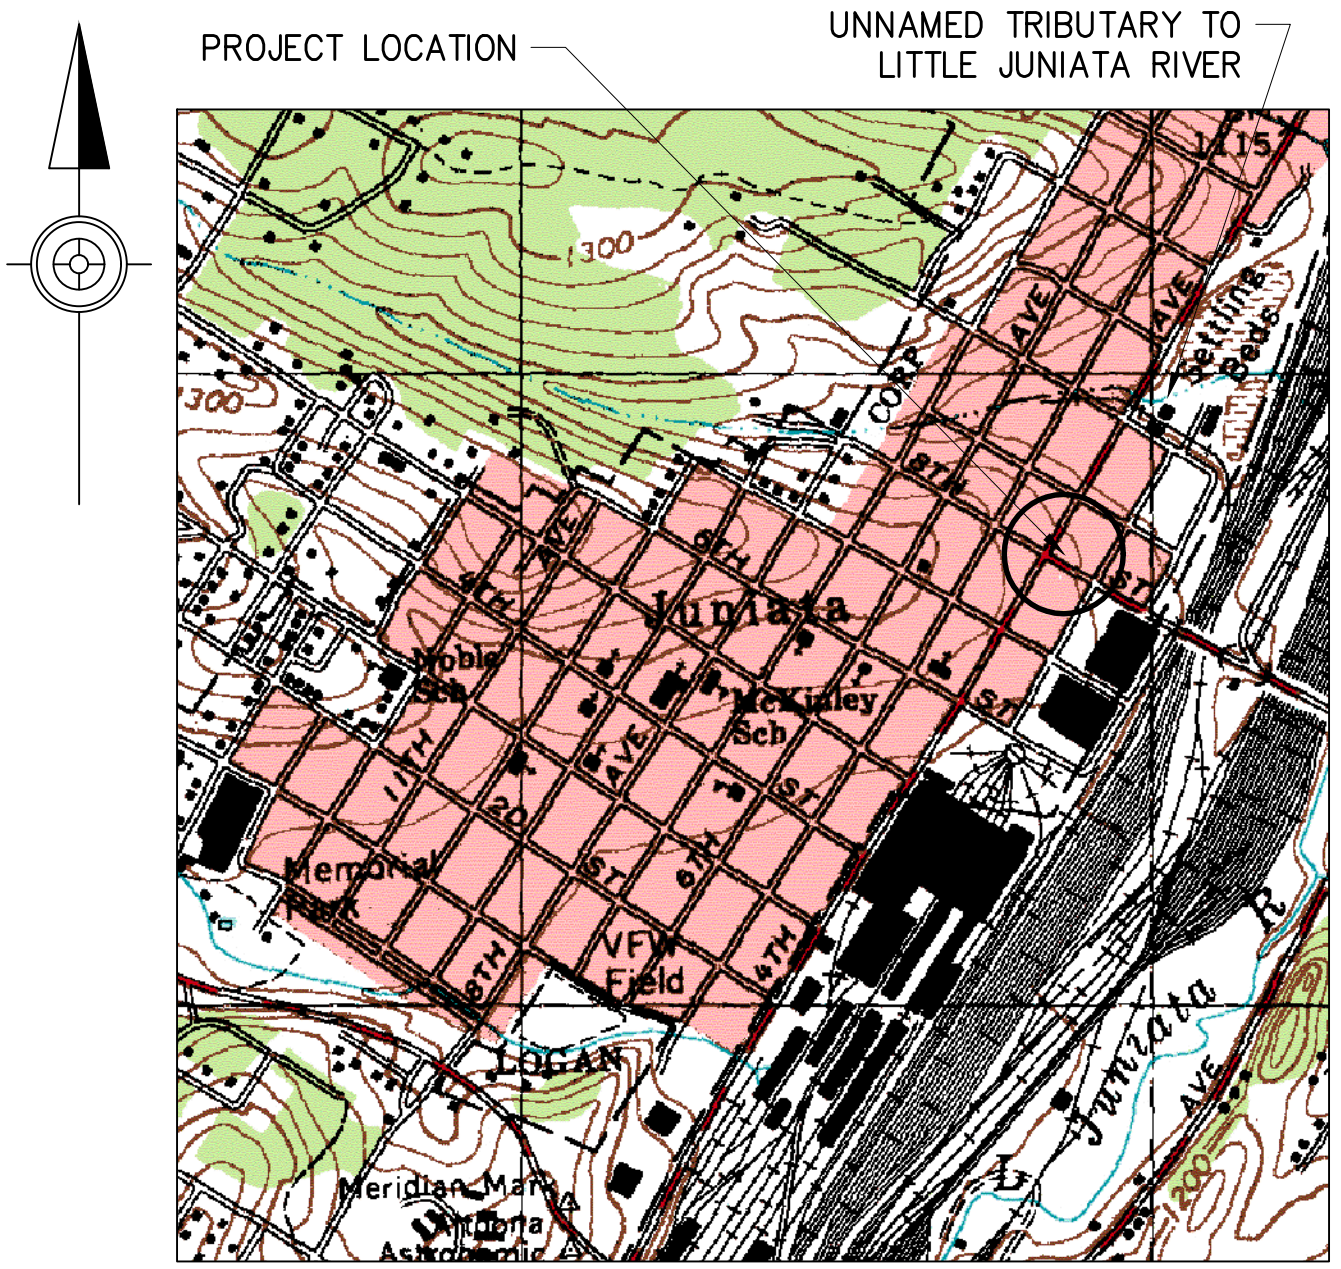 PROJECT LOCATION
UNNAMED TRIBUTARY TO
LITTLE JUNIATA RIVER
1115
1300
AVE
AVE
Settling
Beds
CORP
1300
8TH
6TH
AVE
ST
Juniata
Noble
Sch
McKinley
Sch
ST
11TH
AVE
ST
20
6TH
ST
Memorial
Park
R
VFW
Field
4TH
8TH
Juniata
LOGAN
AVE
L
1200
Meridian Mark
Altoona
Astronomic